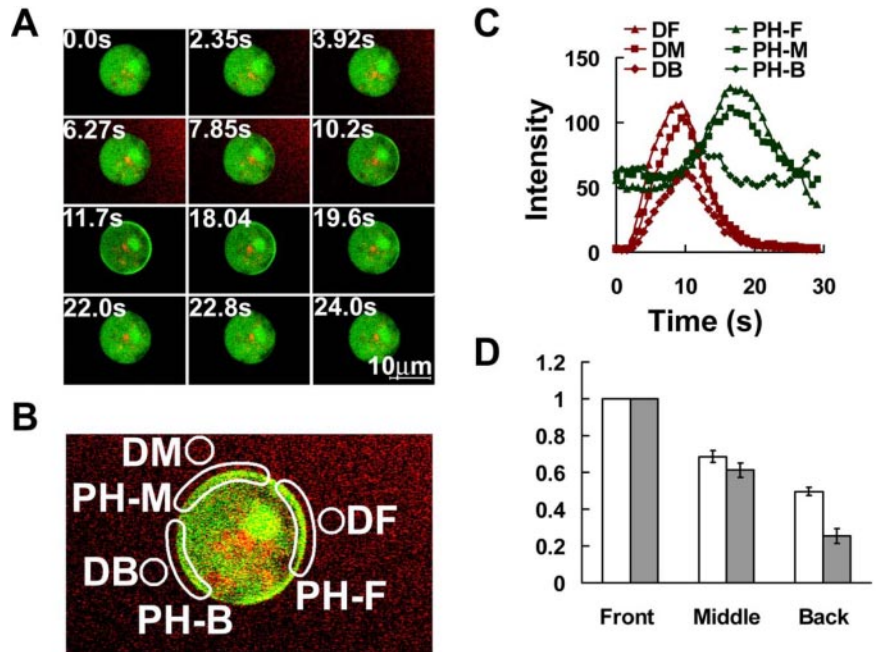 A
0.0s 2.35s 3.92s
6.27s 7.85s 10.2s
11.7s 18.04 19.6s
22.0s 22.8s 24.0s
10μm
B
DM
PH-M
DF
DB
PH-F
PH-B
C
DF PH-F
DM PH-M
DB PH-B
150
100
50
0
Intensity
0 10 20 30
Time (s)
D
1.2
1
0.8
0.6
0.4
0.2
0
Front Middle Back